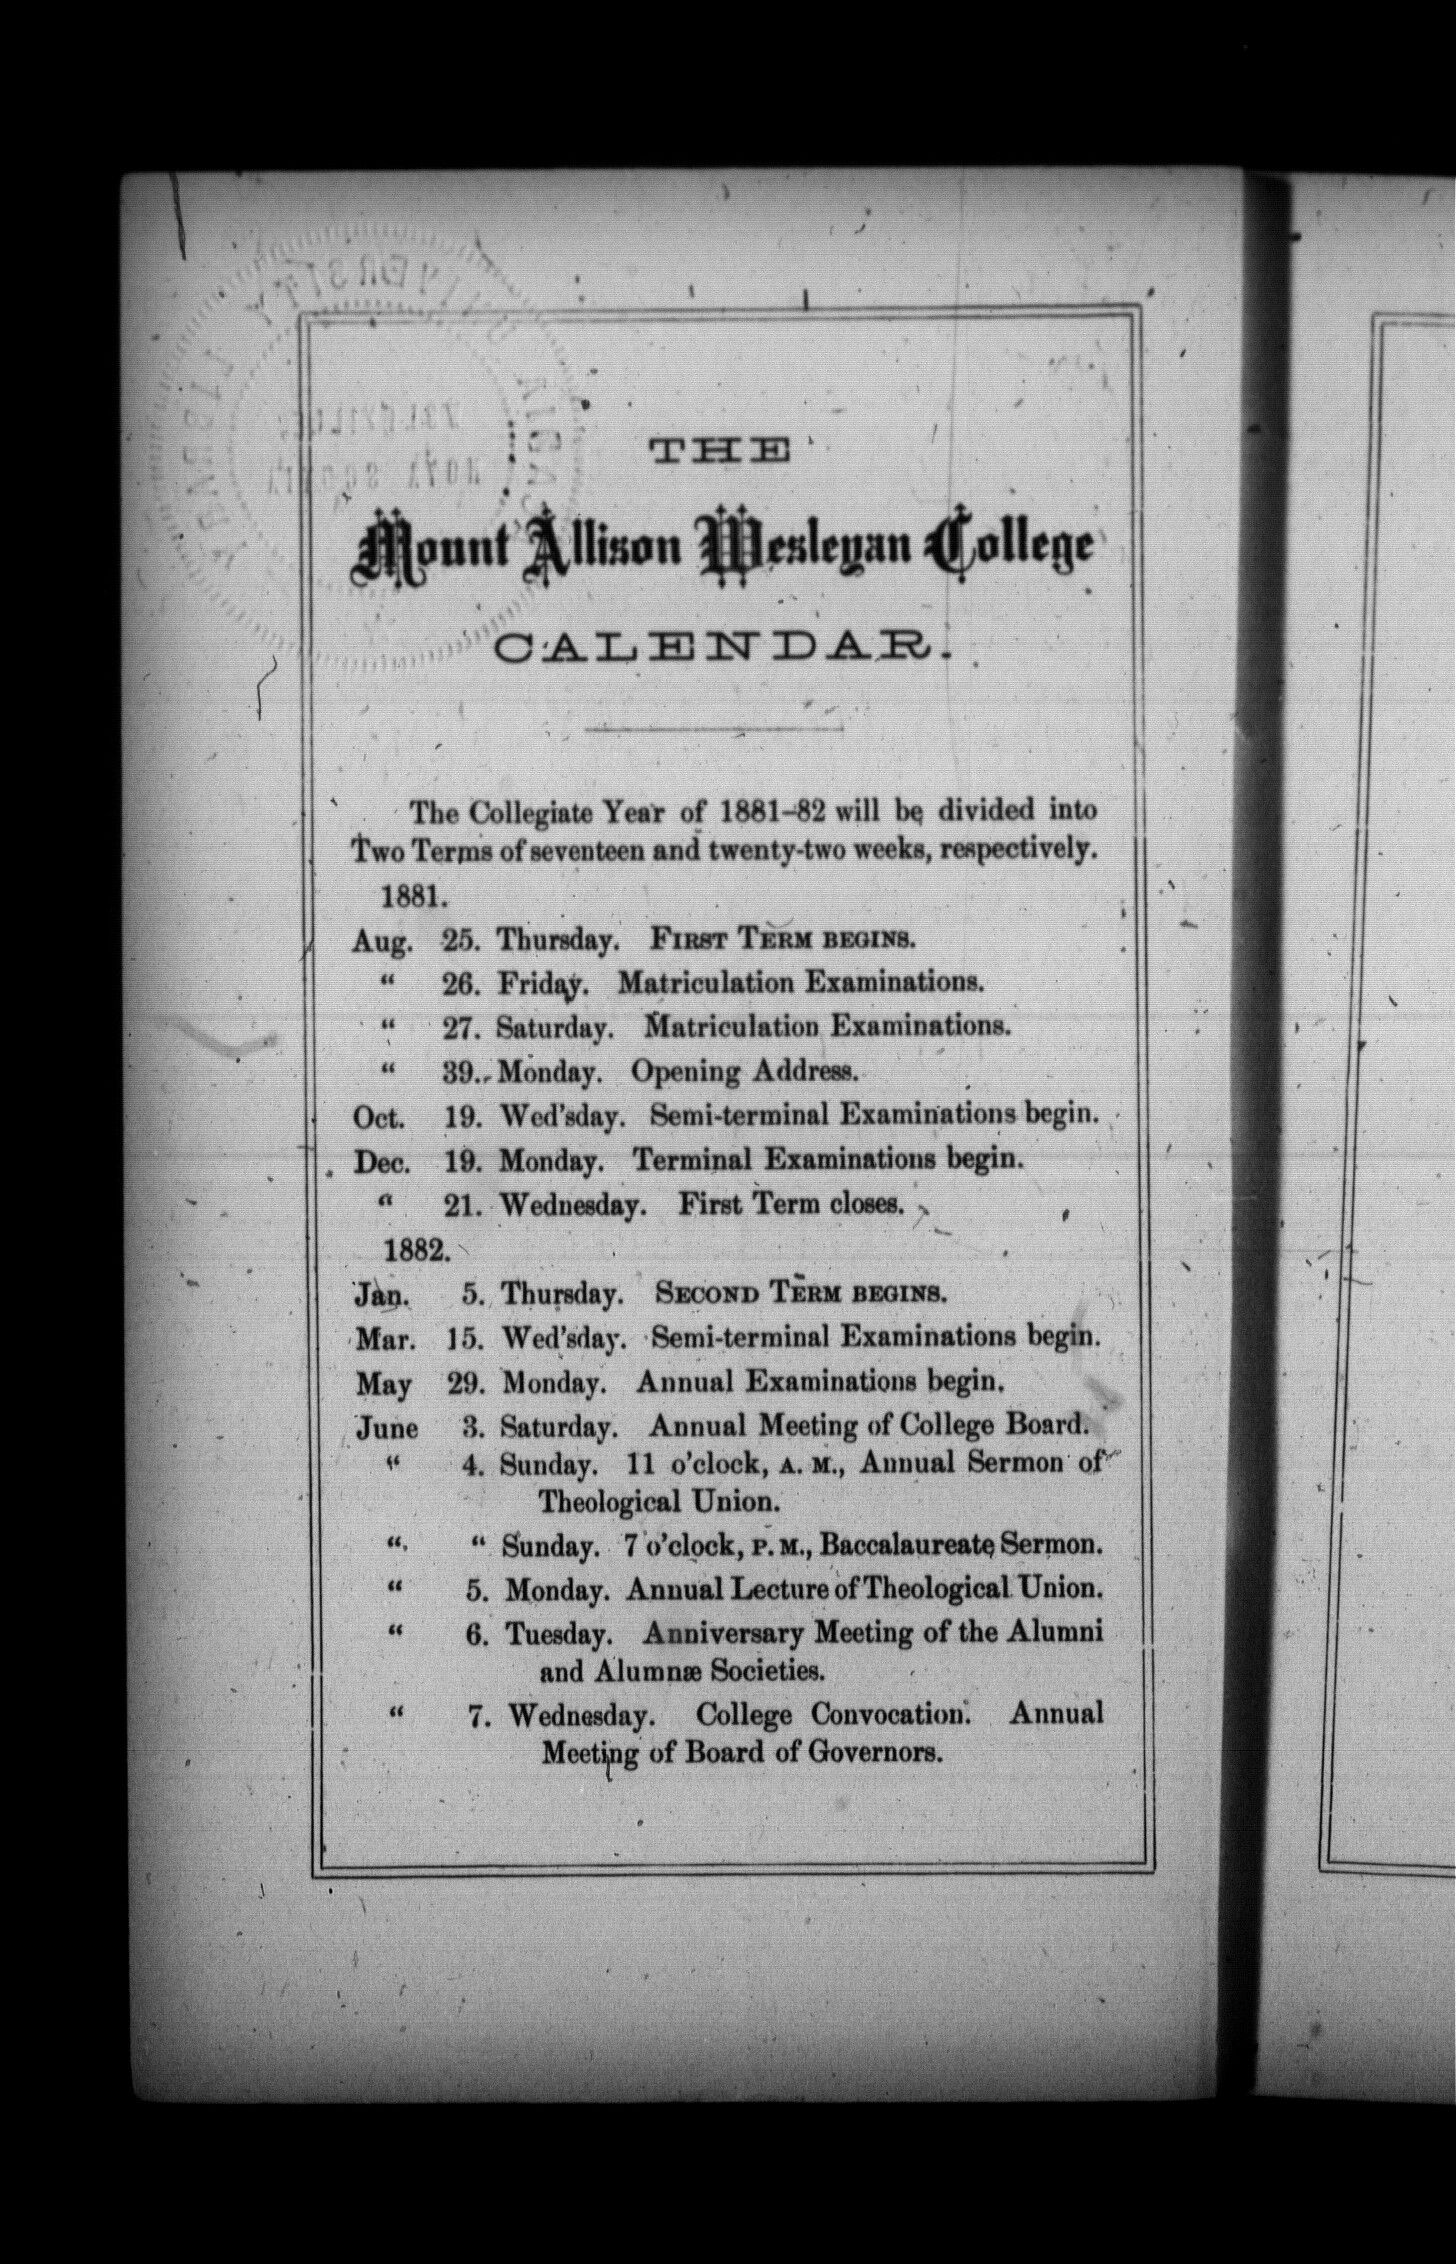 THE
Mount Allison Wesleyan College
CALENDAR.
The Collegiate Year of 1881-82 will be divided into
Two Terms of seventeen and twenty-two weeks, respectively.
1881.
Aug. 25. Thursday. FIRST TERM BEGINS.
“ 26. Friday. Matriculation Examinations.
“ 27. Saturday. Matriculation Examinations.
“ 39. Monday. Opening Address.
Oct. 19. Wed'sday. Semi-terminal Examinations begin.
Dec. 19. Monday. Terminal Examinations begin.
“ 21. Wednesday. First Term closes.
1882.
Jan. 5. Thursday. SECOND TERM BEGINS.
Mar. 15. Wed'sday. Semi-terminal Examinations begin.
May 29. Monday. Annual Examinations begin.
June 3. Saturday. Annual Meeting of College Board.
“ 4. Sunday. 11 o'clock, A. M., Annual Sermon of
Theological Union.
“ “ Sunday. 7 o'clock, P. M., Baccalaureate Sermon.
“ 5. Monday. Annual Lecture of Theological Union.
“ 6. Tuesday. Anniversary Meeting of the Alumni
and Alumnæ Societies.
“ 7. Wednesday. College Convocation. Annual
Meeting of Board of Governors.